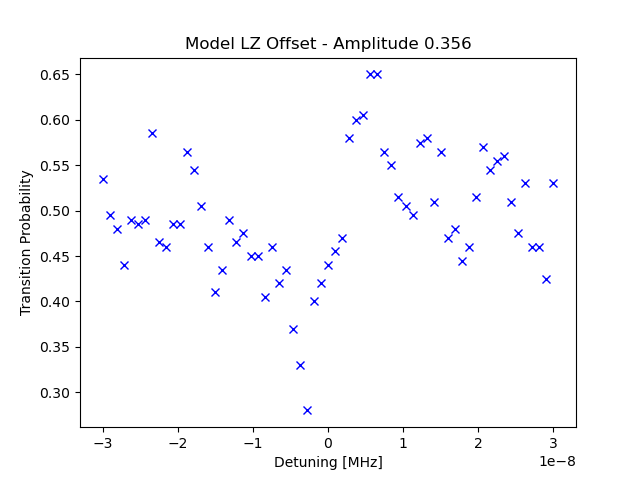 Model LZ Offset - Amplitude 0.356
0.65
0.60
0.55
0.50
0.45
0.40
0.35
0.30
Transition Probability
−3 −2 −1 0 1 2 3
1e−8
Detuning [MHz]